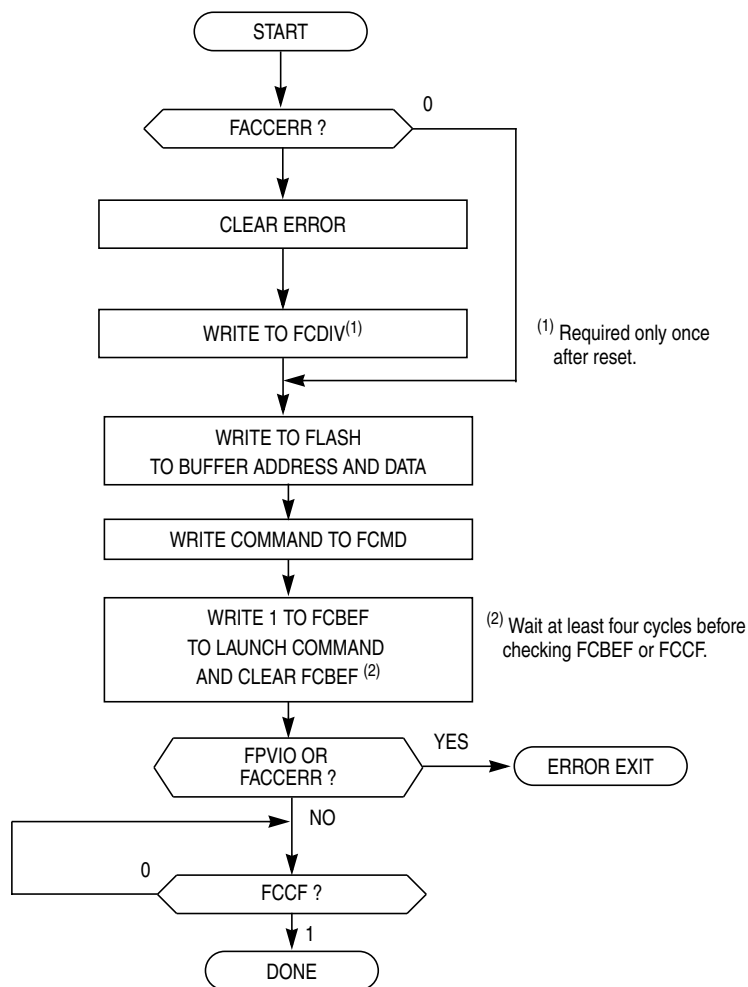 START
0
FACCERR ?
CLEAR ERROR
WRITE TO FCDIV(1)
(1) Required only once
after reset.
WRITE TO FLASH
TO BUFFER ADDRESS AND DATA
WRITE COMMAND TO FCMD
WRITE 1 TO FCBEF
TO LAUNCH COMMAND
AND CLEAR FCBEF (2)
(2) Wait at least four cycles before
checking FCBEF or FCCF.
FPVIO OR
FACCERR ?
YES
ERROR EXIT
NO
0
FCCF ?
1
DONE